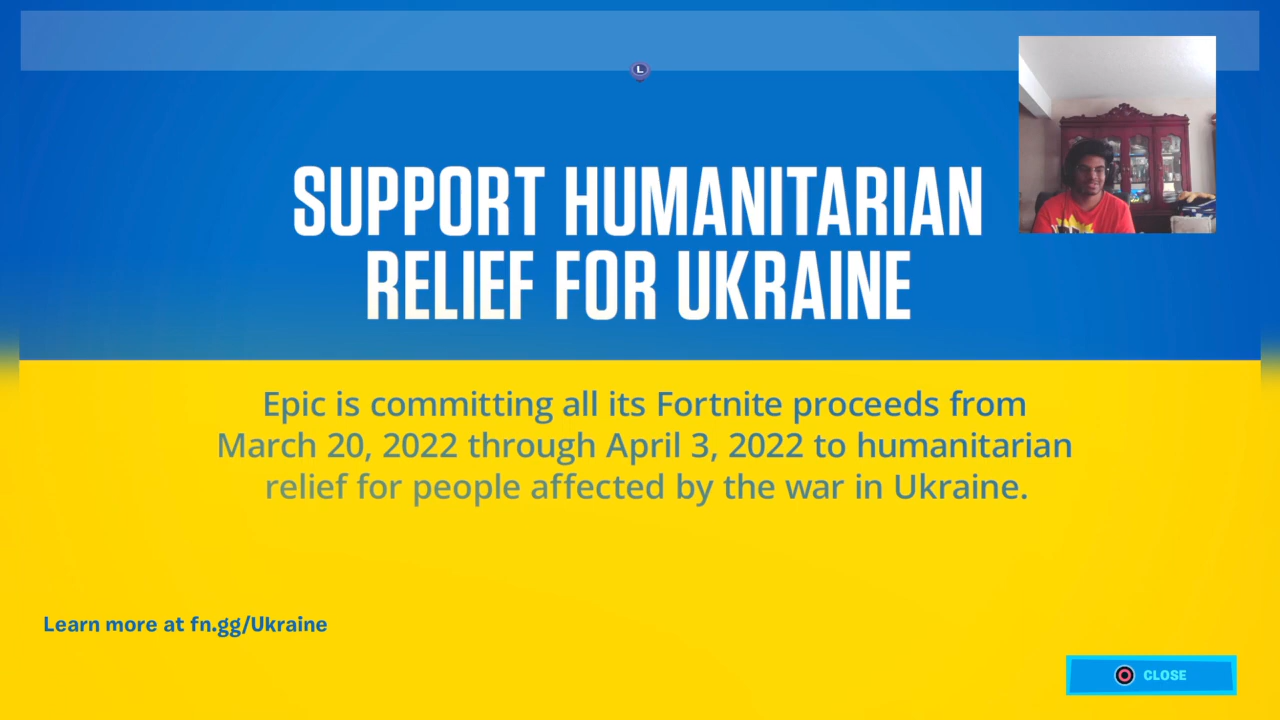 L
SUPPORT HUMANITARIAN
RELIEF FOR UKRAINE
Epic is committing all its Fortnite proceeds from
March 20, 2022 through April 3, 2022 to humanitarian
relief for people affected by the war in Ukraine.
Learn more at fn.gg/Ukraine
CLOSE